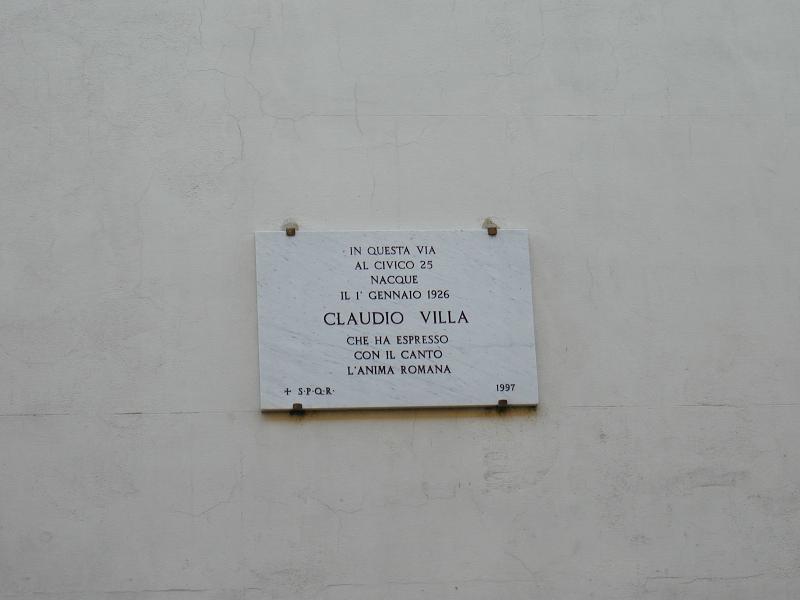 IN QUESTA VIA
AL CIVICO 25
NACQUE
IL 1° GENNAIO 1926
CLAUDIO VILLA
CHE HA ESPRESSO
CON IL CANTO
L'ANIMA ROMANA
+ S·P·Q·R· 1997